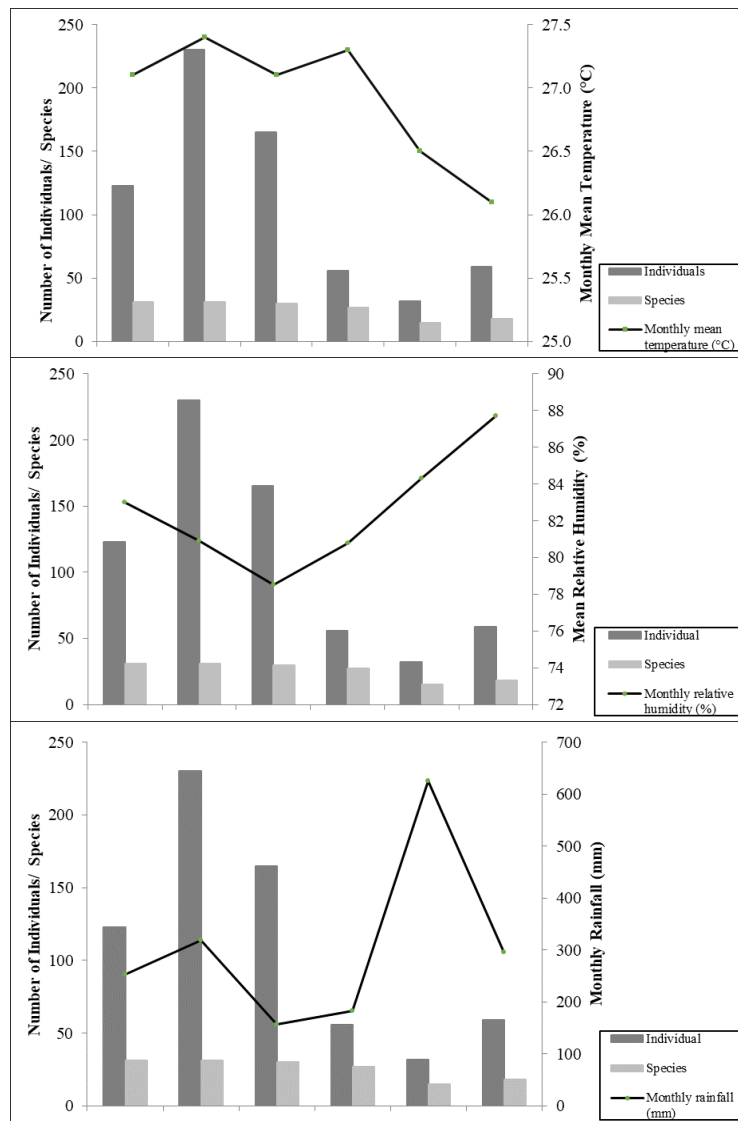 250
200
150
100
50
0
Number of Individuals/ Species
27.5
27.0
26.5
26.0
25.5
25.0
Monthly Mean Temperature (°C)
Individuals
Species
Monthly mean
temperature (°C)
250
200
150
100
50
0
Number of Individuals/ Species
90
88
86
84
82
80
78
76
74
72
Mean Relative Humidity (%)
Individual
Species
Monthly relative
humidity (%)
250
200
150
100
50
0
Number of Individuals/ Species
700
600
500
400
300
200
100
0
Monthly Rainfall (mm)
Individual
Species
Monthly rainfall
(mm)